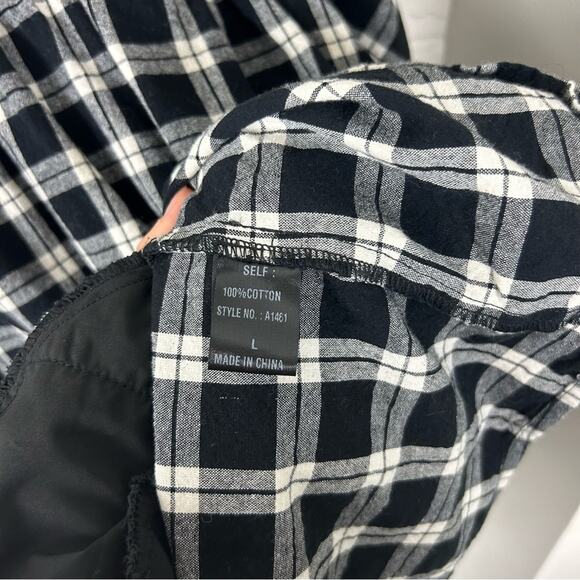 SELF :
100%COTTON
STYLE NO. : A1461
L
MADE IN CHINA